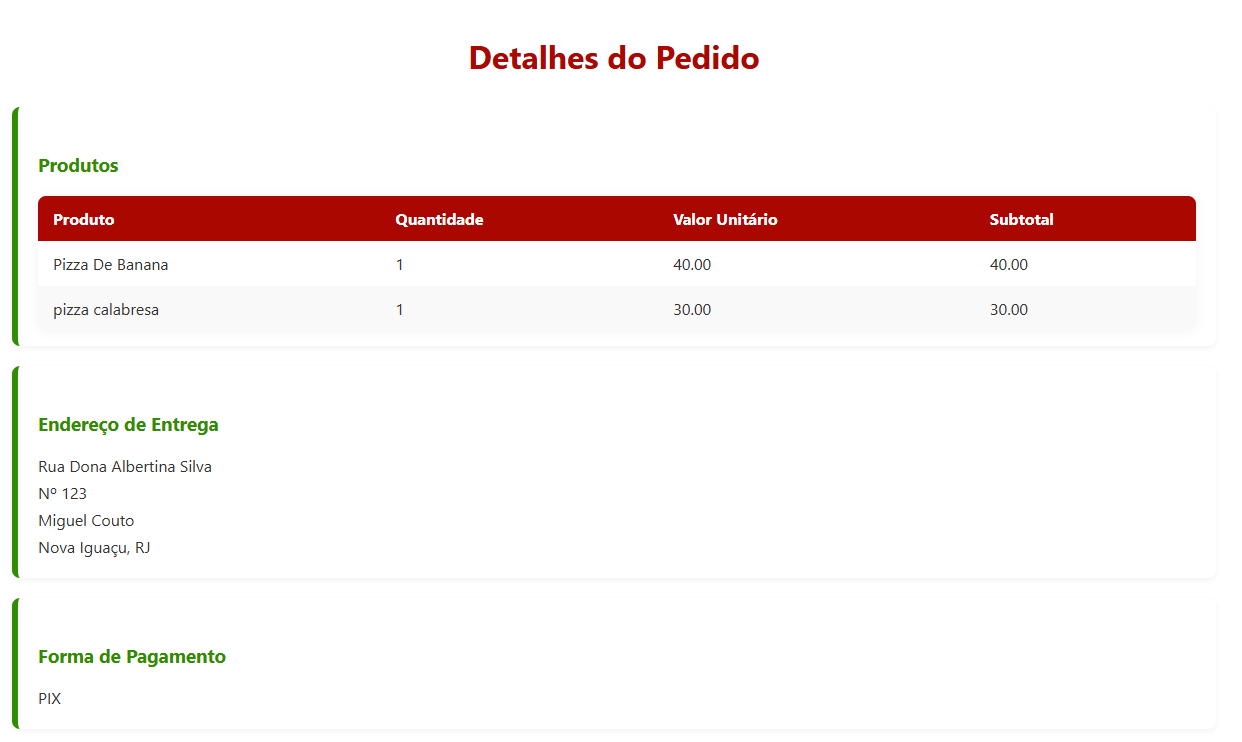 Detalhes do Pedido
Produtos
Produto Quantidade Valor Unitário Subtotal
Pizza De Banana 1 40.00 40.00
pizza calabresa 1 30.00 30.00
Endereço de Entrega
Rua Dona Albertina Silva
Nº 123
Miguel Couto
Nova Iguaçu, RJ
Forma de Pagamento
PIX